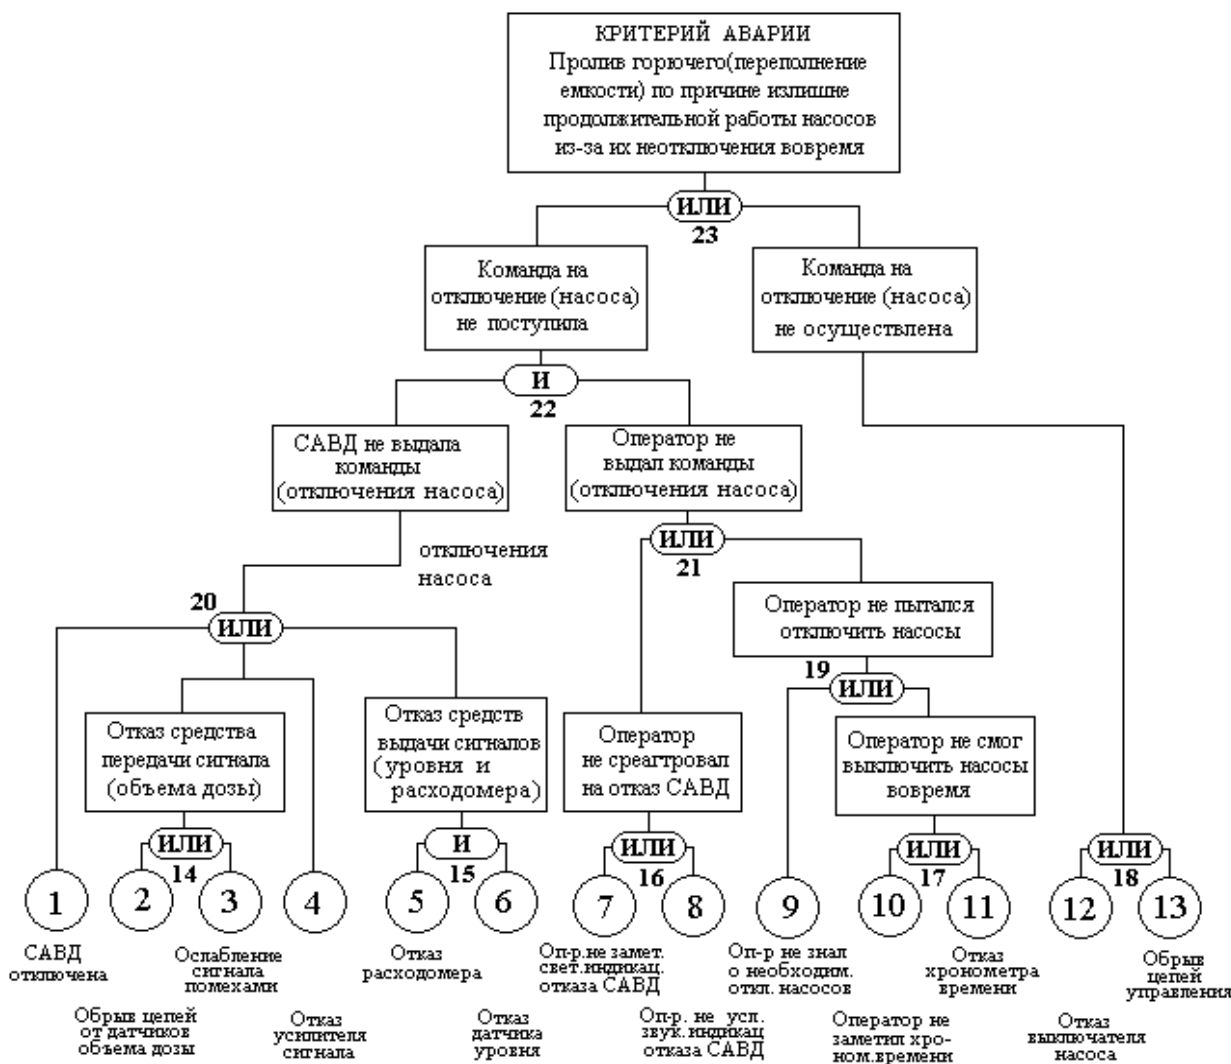 КРИТЕРИЙ АВАРИИ
Пролив горючего(переполнение
емкости) по причине излишне
продолжительной работы насосов
из-за их неотключения вовремя
ИЛИ
23
Команда на
отключение (насоса)
не поступила
Команда на
отключение (насоса)
не осуществлена
И
22
САВД не выдала
команды
(отключения насоса)
Оператор не
выдал команды
(отключения насоса)
отключения
насоса
ИЛИ
21
20
ИЛИ
Оператор не пытался
отключить насосы
19
ИЛИ
Отказ средства
передачи сигнала
(объема дозы)
Отказ средств
выдачи сигналов
(уровня и
расходомера)
Оператор
не среагтровал
на отказ САВД
Оператор не смог
выключить насосы
вовремя
ИЛИ
14
И
15
ИЛИ
16
ИЛИ
17
ИЛИ
18
1
2
3
4
5
6
7
8
9
10
11
12
13
САВД
отключена
Обрыв цепей
от датчиков
объема дозы
Ослабление
сигнала
помехами
Отказ
усилителя
сигнала
Отказ
расходомера
Отказ
датчика
уровня
Оп-р.не замет.
свет.индикац.
отказа САВД
Оп-р. не усл.
звук.индикац
отказа САВД
Оп-р не знал
о необходим.
откл. насосов
Оператор не
заметил хро-
ном.времени
Отказ
хронометра
времени
Отказ
выключателя
насоса
Обрыв
цепей
управления